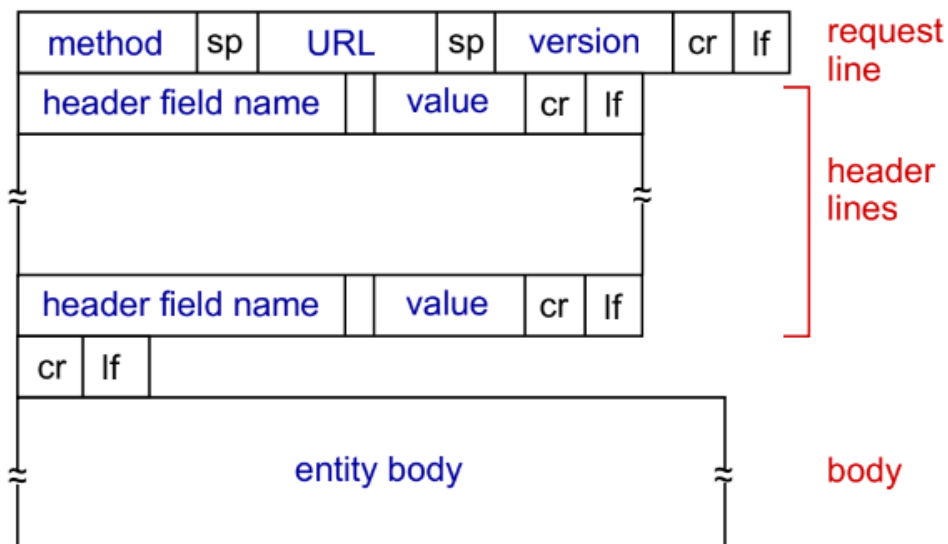 method sp URL sp version cr lf request
line
header field name value cr lf
header
lines
header field name value cr lf
cr lf
entity body body